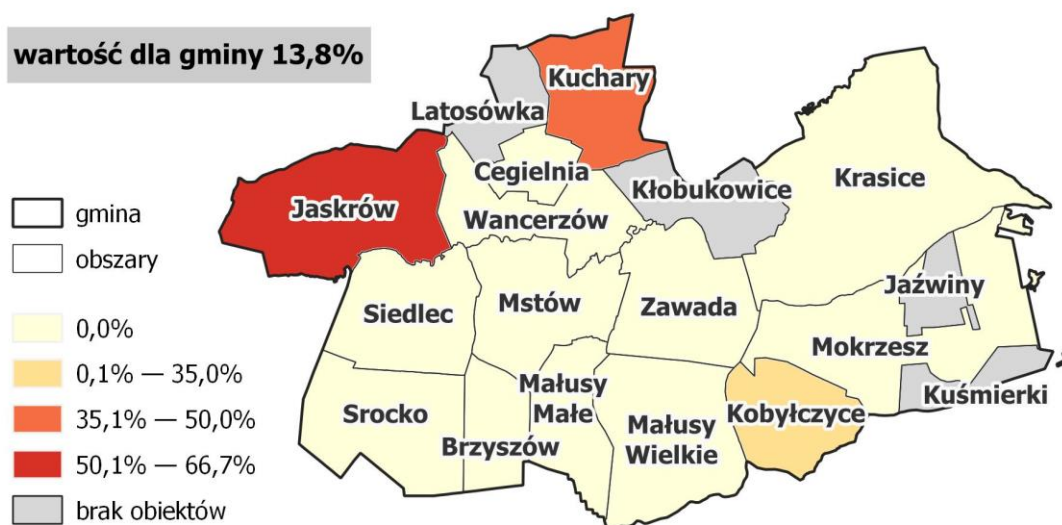 wartość dla gminy 13,8%
Kuchary
Latosówka
Cegielnia
Kłobukowice
Krasice
Jaskrów
Wancerzów
gmina
obszary
Jaźwiny
Siedlec
Mstów
Zawada
Mokrzesz
0,0%
0,1% — 35,0%
35,1% — 50,0%
50,1% — 66,7%
brak obiektów
Srocko
Brzyszów
Małusy
Małe
Małusy
Wielkie
Kobyłczyce
Kuśmierki